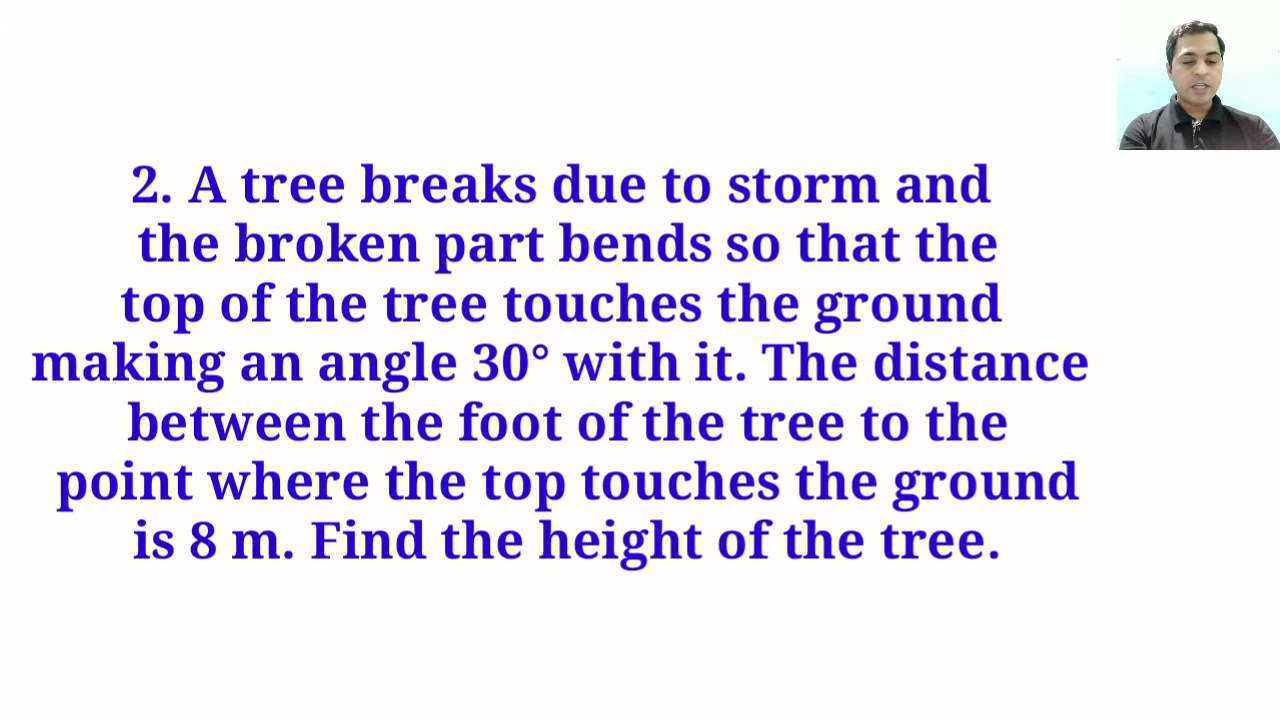 2. A tree breaks due to storm and
the broken part bends so that the
top of the tree touches the ground
making an angle 30° with it. The distance
between the foot of the tree to the
point where the top touches the ground
is 8 m. Find the height of the tree.